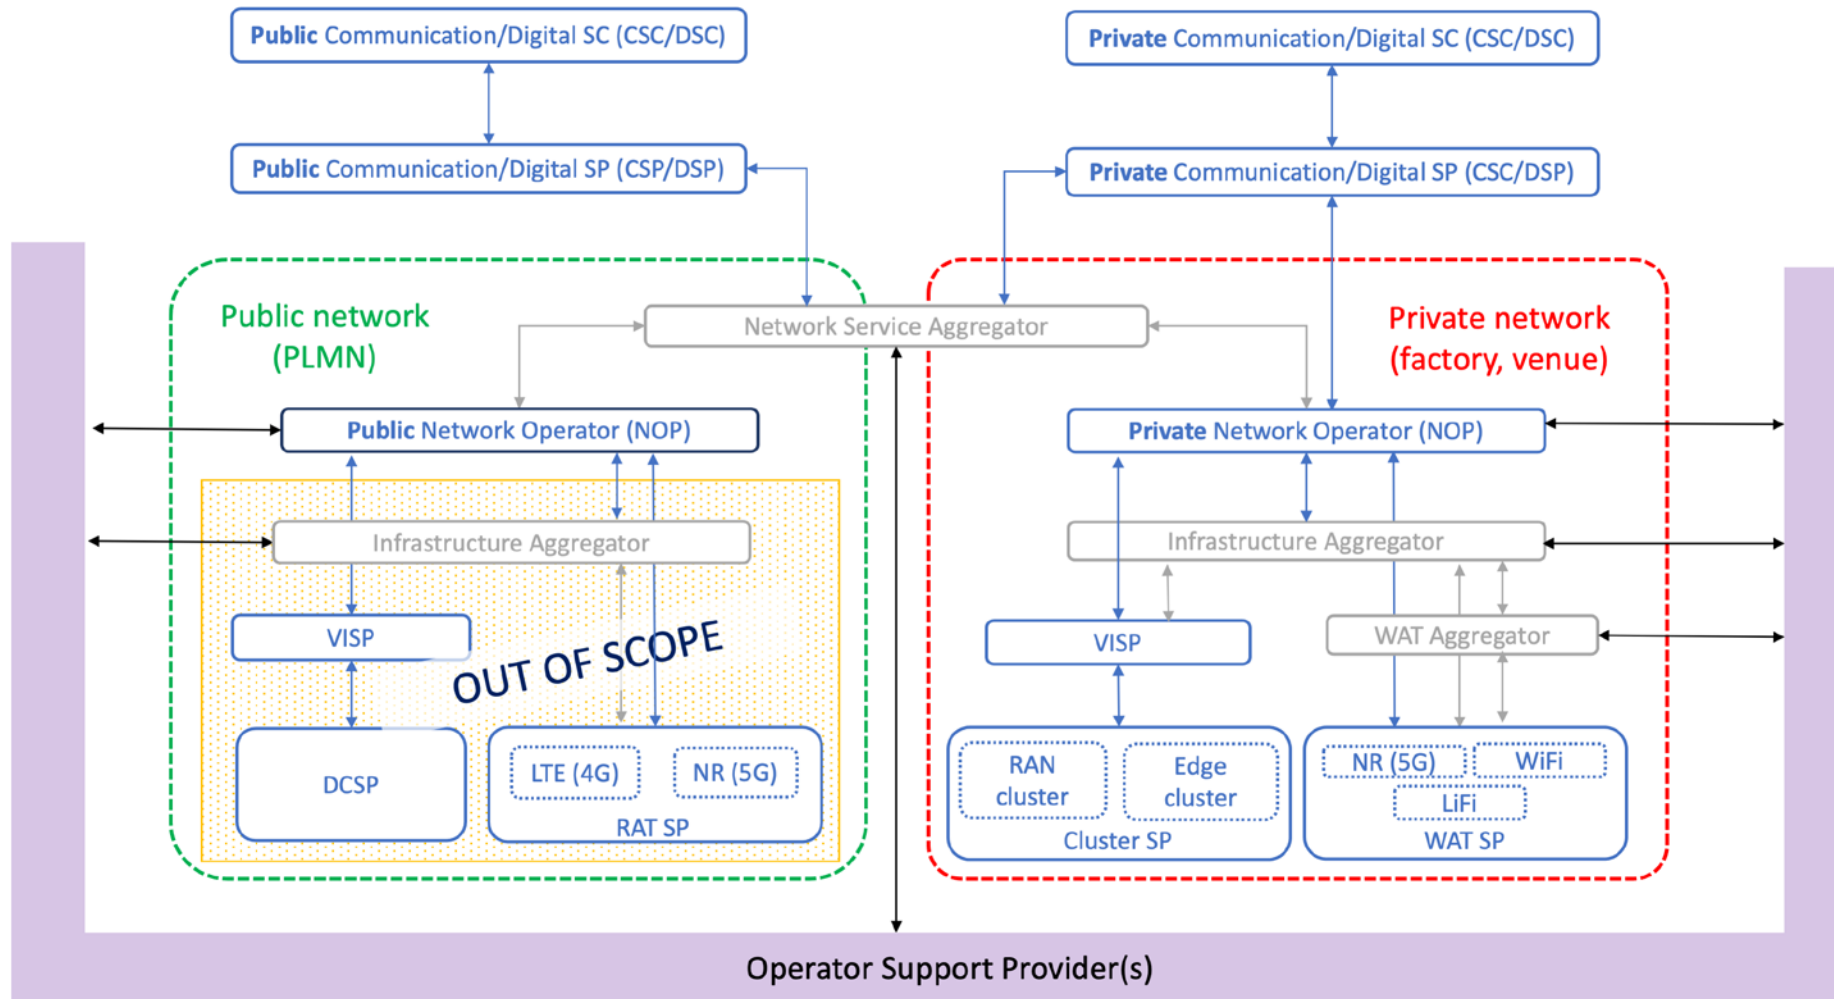 Public Communication/Digital SC (CSC/DSC)
Private Communication/Digital SC (CSC/DSC)
Public Communication/Digital SP (CSP/DSP)
Private Communication/Digital SP (CSC/DSP)
Public network
(PLMN)
Network Service Aggregator
Private network
(factory, venue)
Public Network Operator (NOP)
Private Network Operator (NOP)
Infrastructure Aggregator
Infrastructure Aggregator
VISP
OUT OF SCOPE
VISP
WAT Aggregator
DCSP
LTE (4G)
NR (5G)
RAT SP
RAN
cluster
Edge
cluster
Cluster SP
NR (5G)
WiFi
LiFi
WAT SP
Operator Support Provider(s)